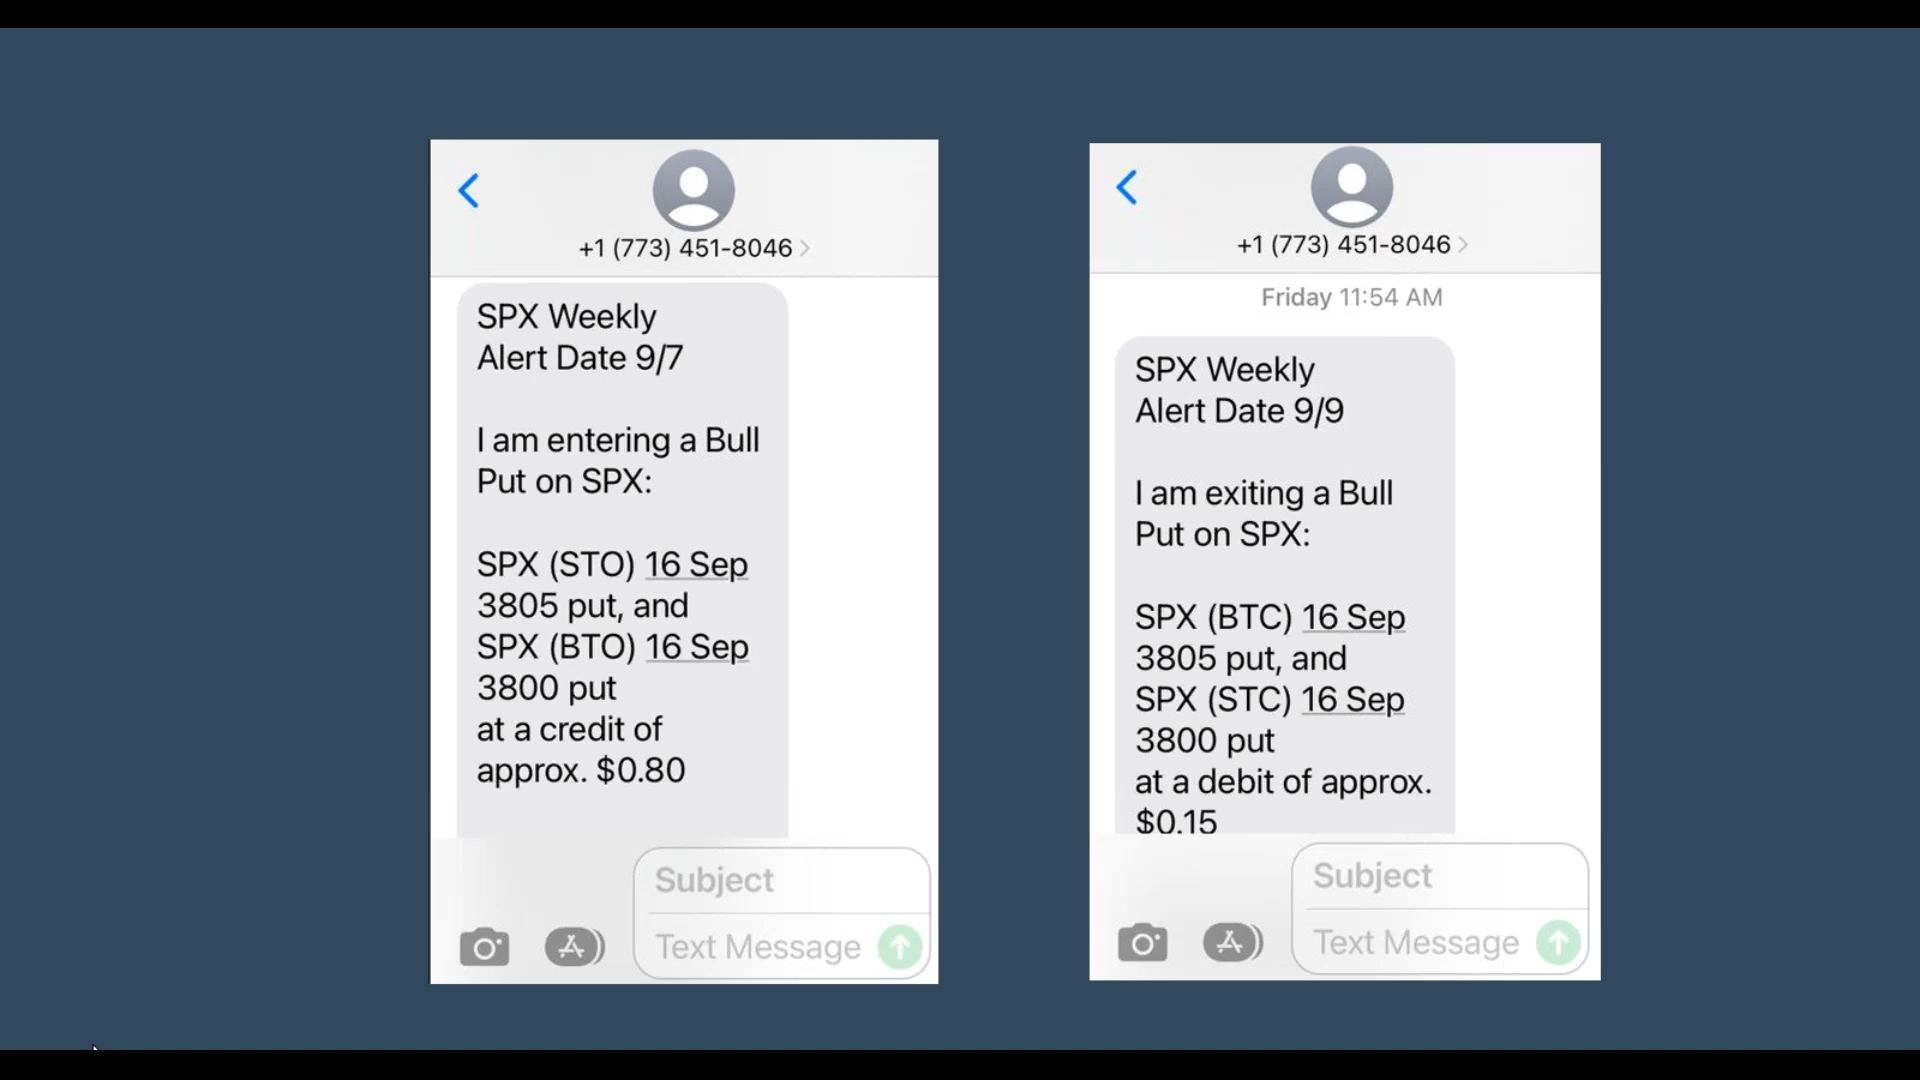 +1 (773) 451-8046
SPX Weekly
Alert Date 9/7
I am entering a Bull
Put on SPX:
SPX (STO) 16 Sep
3805 put, and
SPX (BTO) 16 Sep
3800 put
at a credit of
approx. $0.80
Subject
Text Message
+1 (773) 451-8046
Friday 11:54 AM
SPX Weekly
Alert Date 9/9
I am exiting a Bull
Put on SPX:
SPX (BTC) 16 Sep
3805 put, and
SPX (STC) 16 Sep
3800 put
at a debit of approx.
$0.15
Subject
Text Message